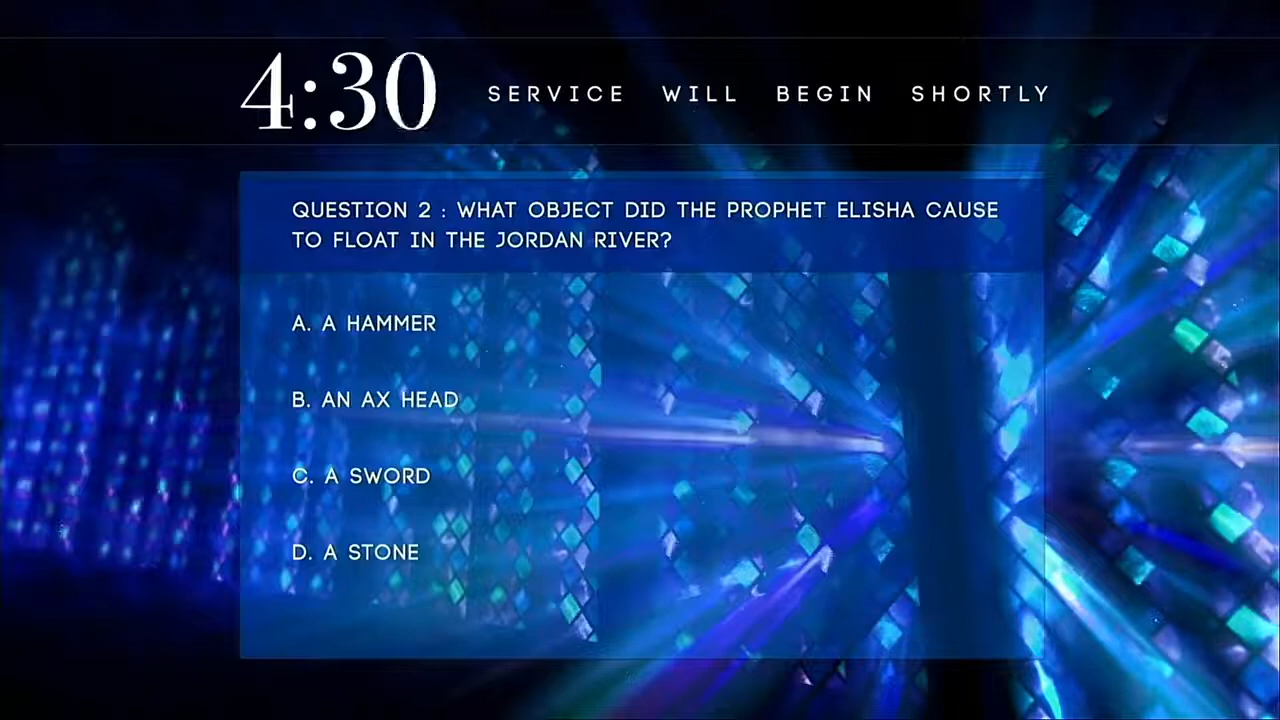 4:30 SERVICE WILL BEGIN SHORTLY
QUESTION 2 : WHAT OBJECT DID THE PROPHET ELISHA CAUSE
TO FLOAT IN THE JORDAN RIVER?
A. A HAMMER
B. AN AX HEAD
C. A SWORD
D. A STONE